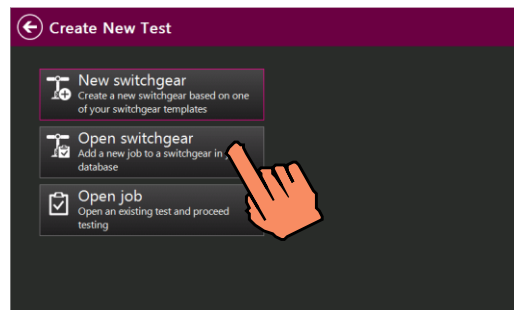 Create New Test
New switchgear
Create a new switchgear based on one
of your switchgear templates
Open switchgear
Add a new job to a switchgear in
database
Open job
Open an existing test and proceed
testing